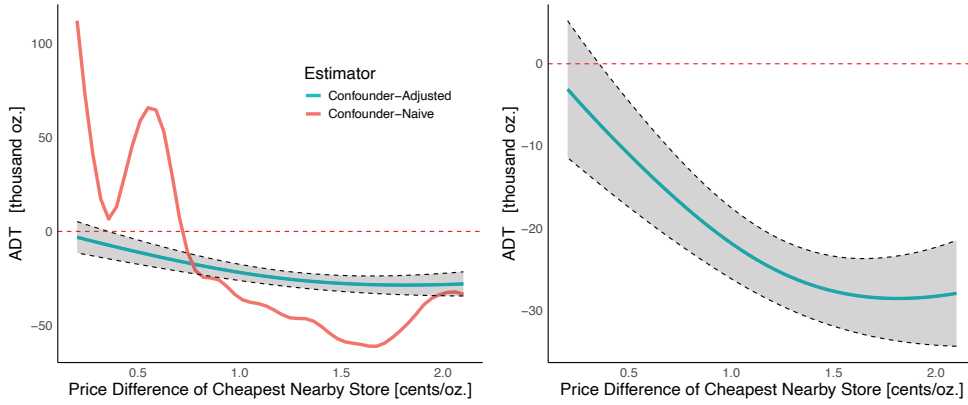 100
50
0
−50
ADT [thousand oz.]
Estimator
Confounder−Adjusted
Confounder−Naive
0.5 1.0 1.5 2.0
Price Difference of Cheapest Nearby Store [cents/oz.]
0
−10
−20
−30
ADT [thousand oz.]
0.5 1.0 1.5 2.0
Price Difference of Cheapest Nearby Store [cents/oz.]